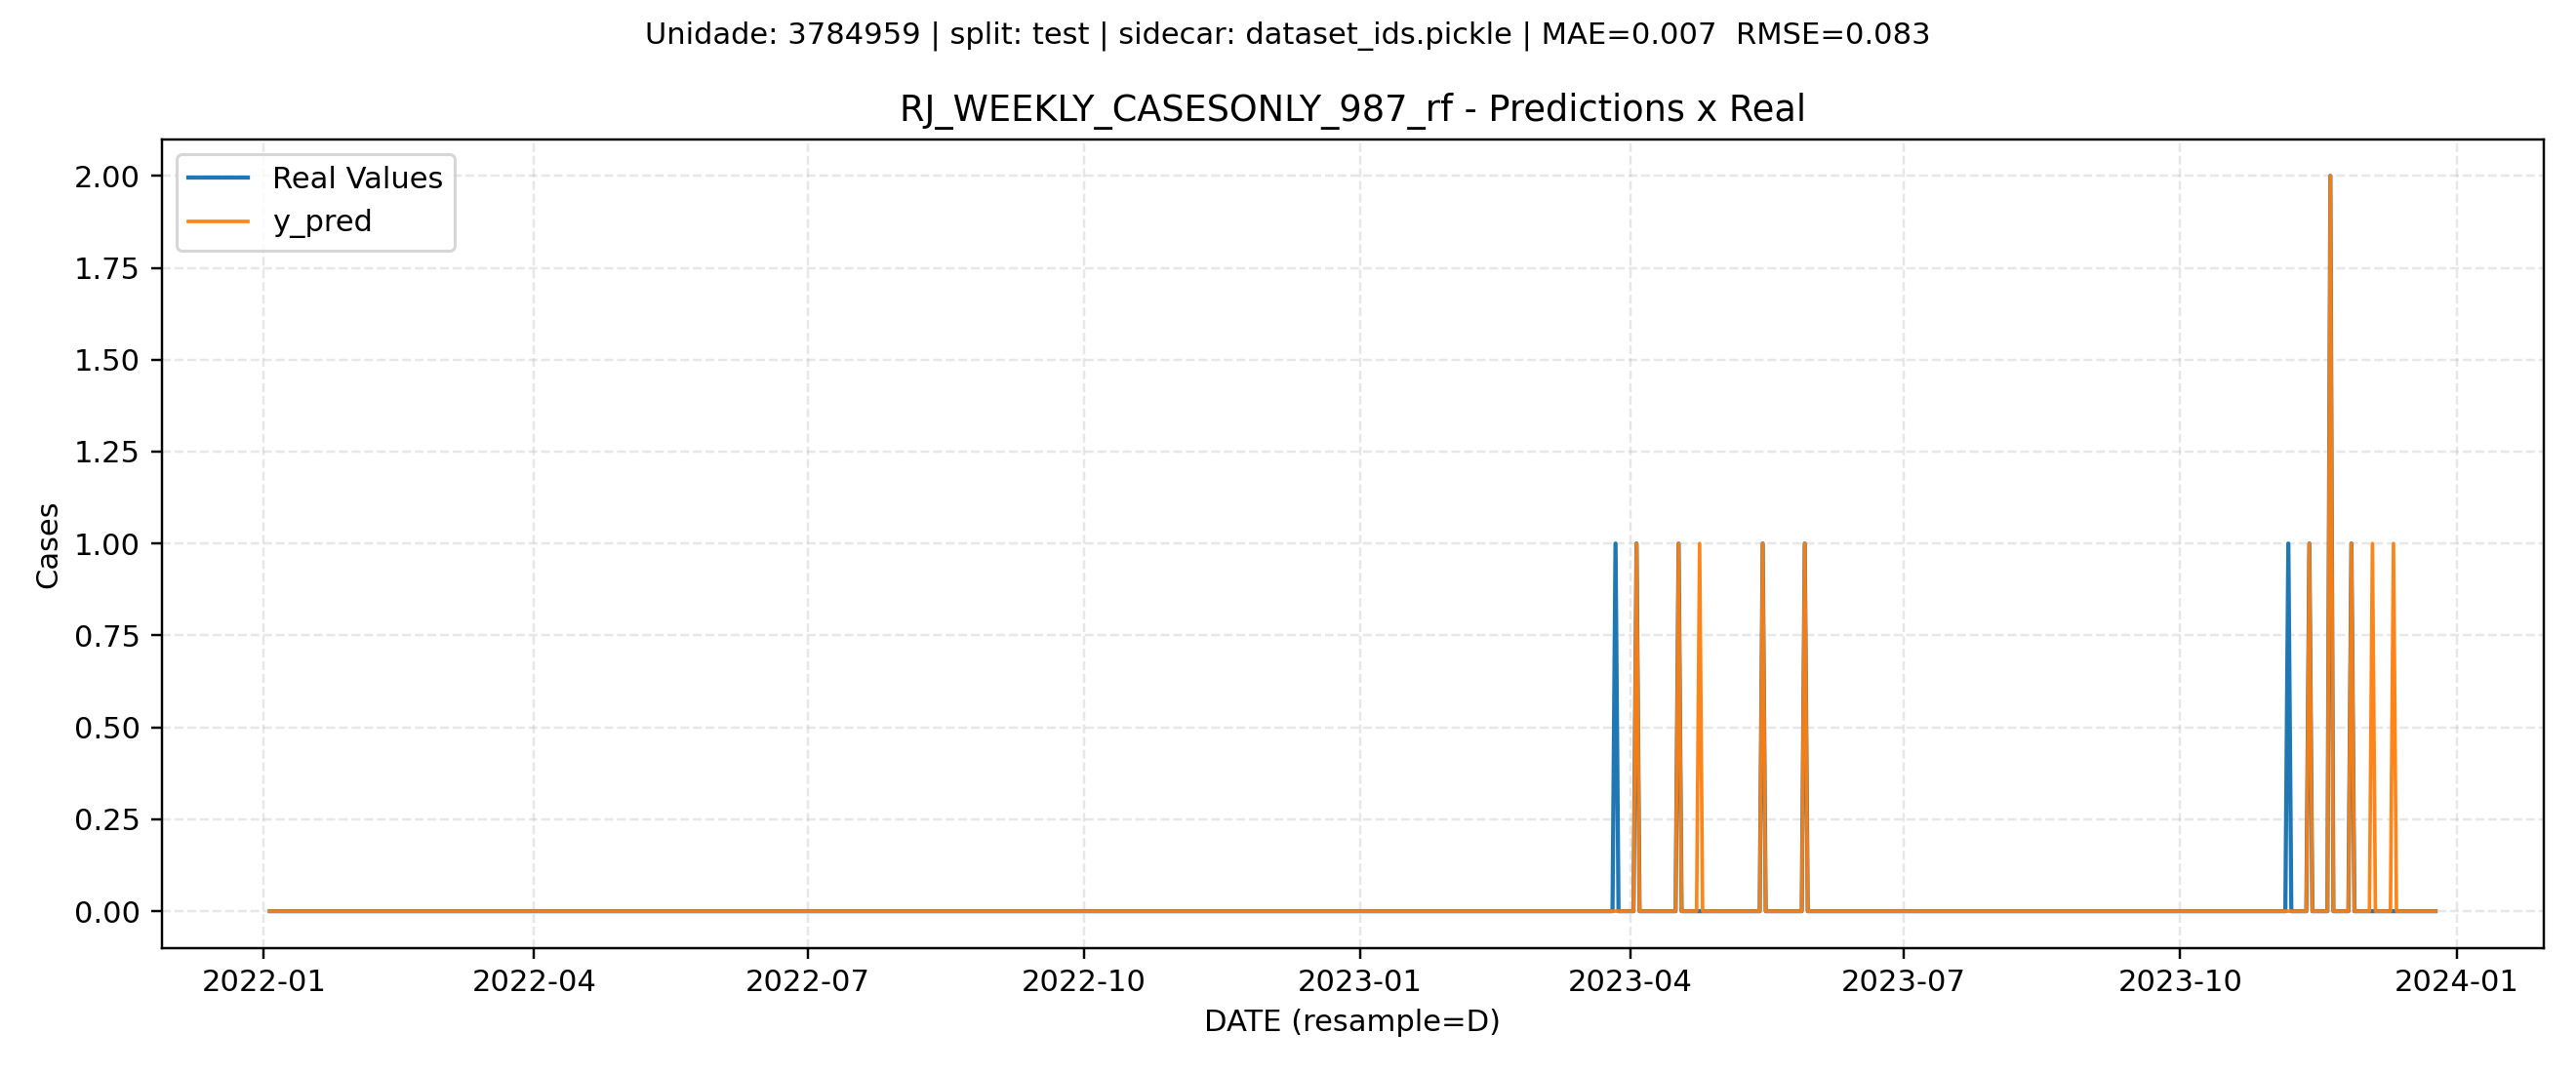 Unidade: 3784959 | split: test | sidecar: dataset_ids.pickle | MAE=0.007  RMSE=0.083
RJ_WEEKLY_CASESONLY_987_rf - Predictions x Real
Real Values
y_pred
2.00
1.75
1.50
1.25
1.00
0.75
0.50
0.25
0.00
Cases
2022-01 2022-04 2022-07 2022-10 2023-01 2023-04 2023-07 2023-10 2024-01
DATE (resample=D)